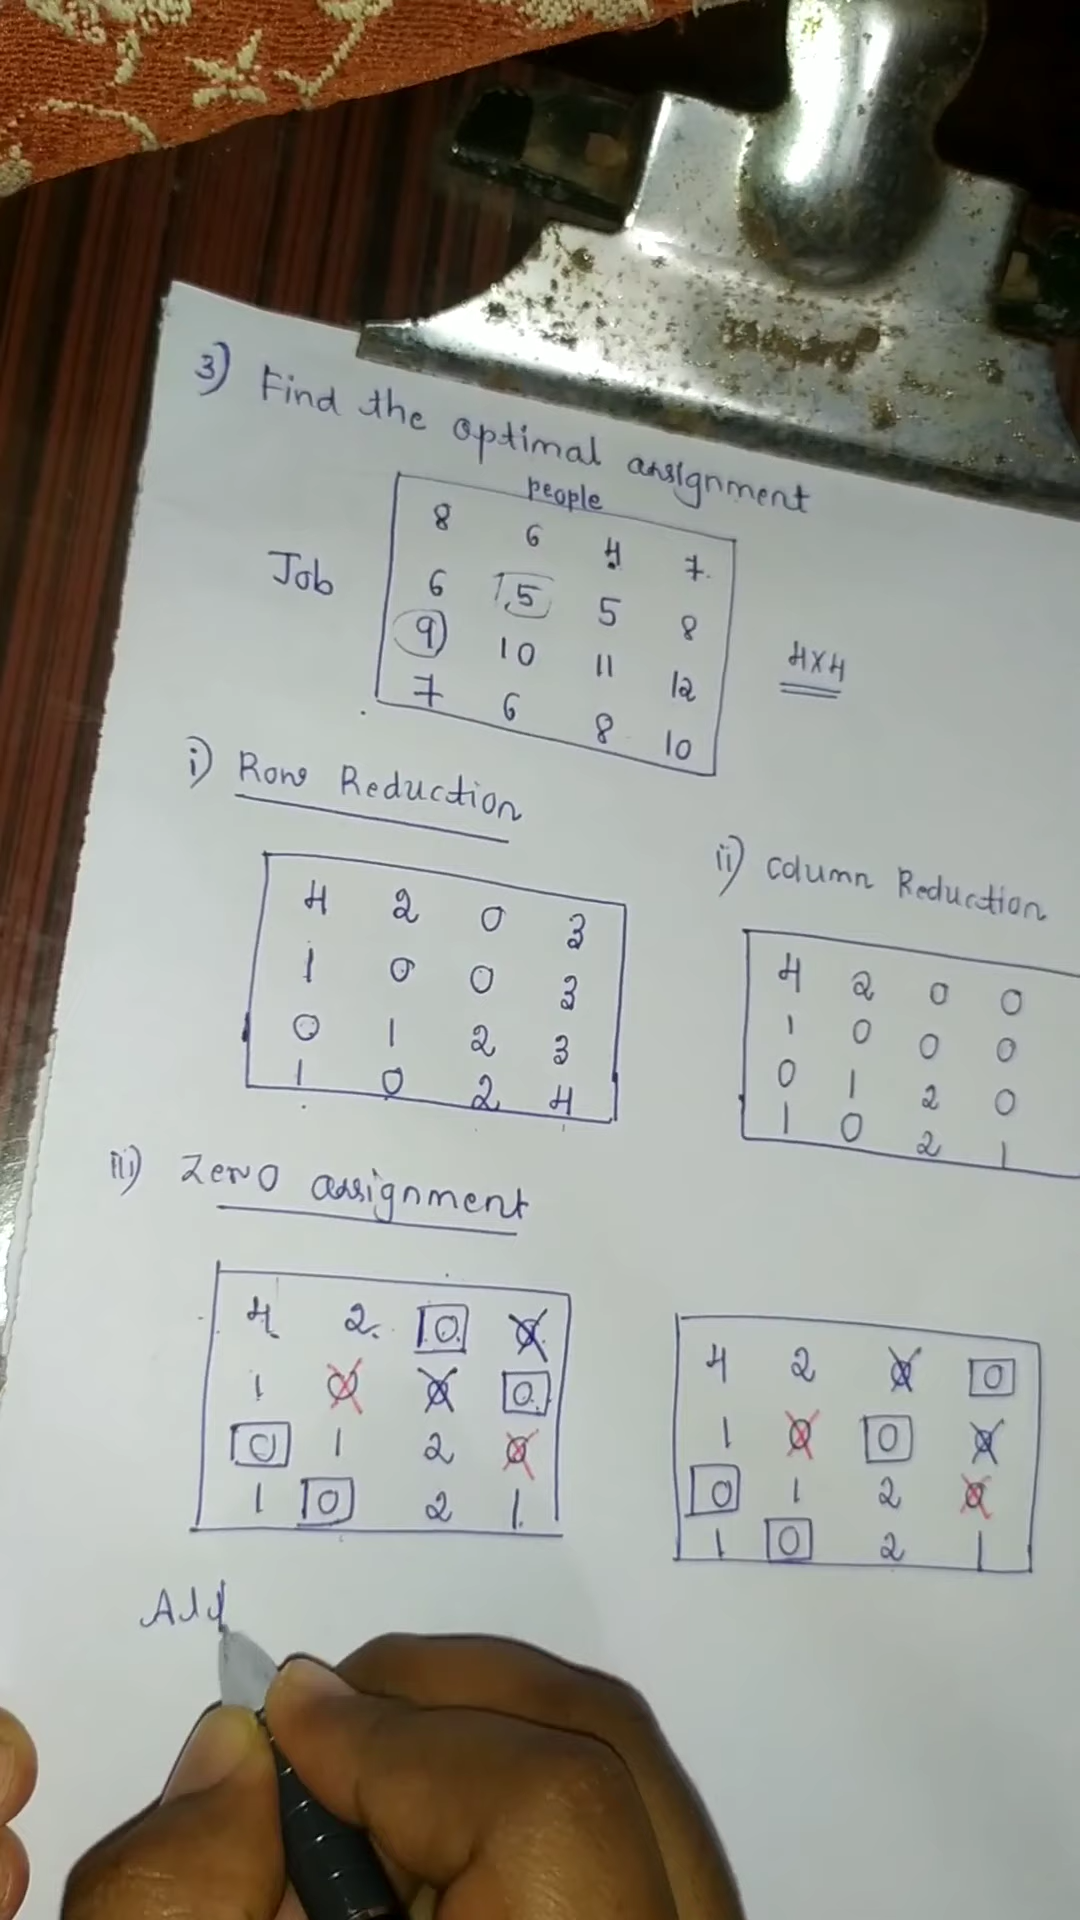 3) Find the optimal assignment
people
Job
8 6 4 7
6 5 5 8
9 10 11 12
7 6 8 10
4x4
i) Row Reduction
4 2 0 3
1 0 0 3
0 1 2 3
1 0 2 4
ii) Column Reduction
4 2 0 0
1 0 0 0
0 1 2 0
1 0 2 1
iii) Zero assignment
4 2 0 0
1 0 0 0
0 1 2 0
1 0 2 1
4 2 0 0
1 0 0 0
0 1 2 0
1 0 2 1